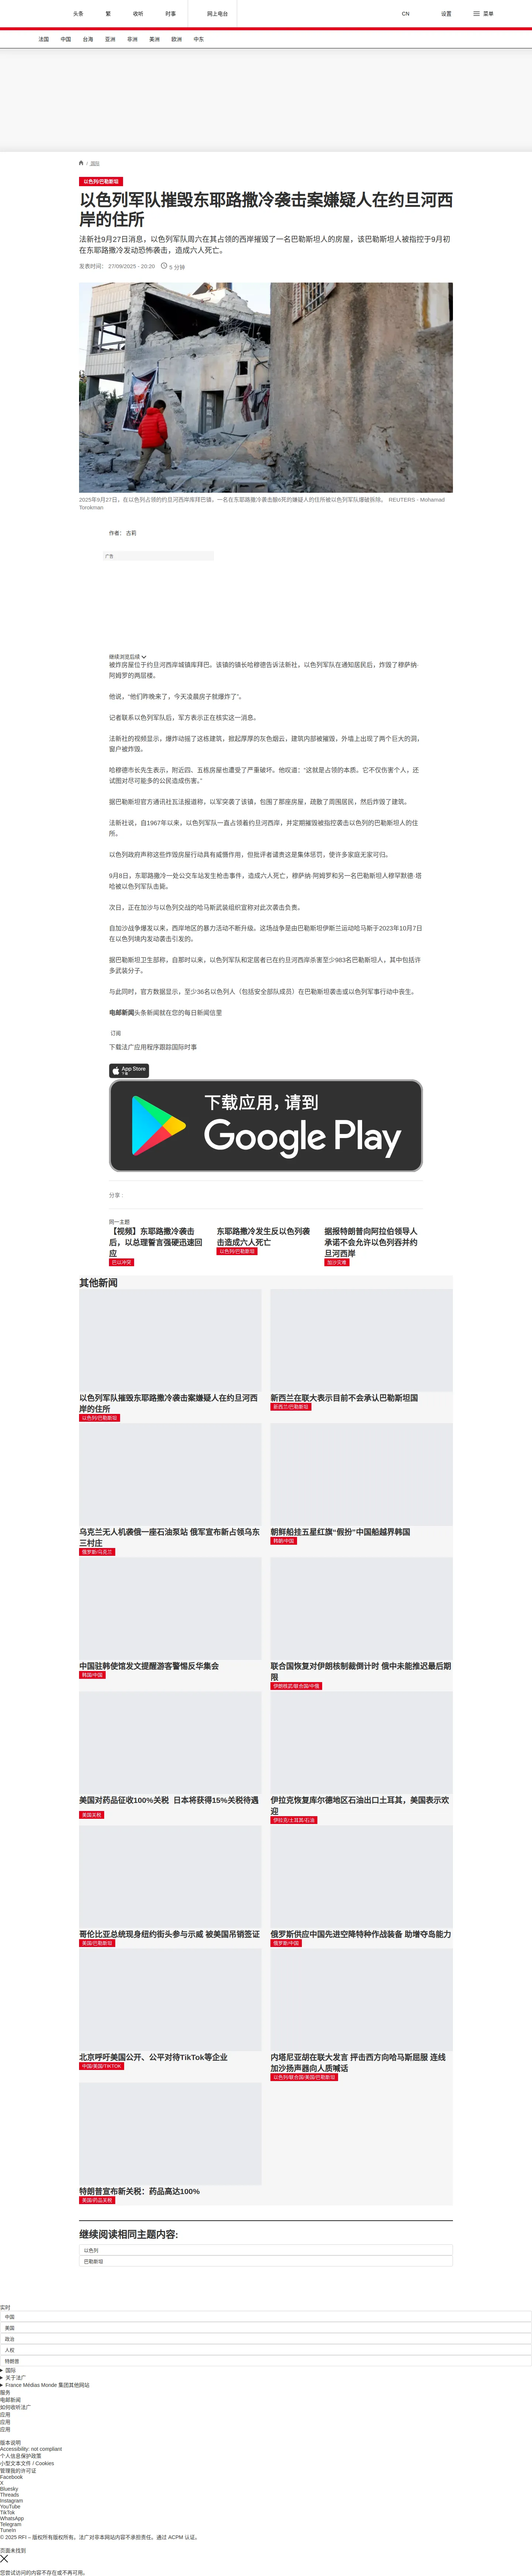 头条
繁
收听
时事
网上电台
CN
设置
菜单
法国
中国
台海
亚洲
非洲
美洲
欧洲
中东
/ 国际
以色列/巴勒斯坦
以色列军队摧毁东耶路撒冷袭击案嫌疑人在约旦河西
岸的住所
法新社9月27日消息，以色列军队周六在其占领的西岸摧毁了一名巴勒斯坦人的房屋，该巴勒斯坦人被指控于9月初
在东耶路撒冷发动恐怖袭击，造成六人死亡。
发表时间： 27/09/2025 - 20:20
5 分钟
2025年9月27日，在以色列占领的约旦河西岸库拜巴镇，一名在东耶路撒冷袭击酿6死的嫌疑人的住所被以色列军队爆破拆除。 REUTERS - Mohamad
Torokman
作者： 古莉
广告
继续浏览后续
被炸房屋位于约旦河西岸城镇库拜巴。该镇的镇长哈穆德告诉法新社，以色列军队在通知居民后，炸毁了穆萨纳·
阿姆罗的两层楼。
他说，“他们昨晚来了，今天凌晨房子就爆炸了”。
记者联系以色列军队后，军方表示正在核实这一消息。
法新社的视频显示，爆炸动摇了这栋建筑，掀起厚厚的灰色烟云，建筑内部被摧毁，外墙上出现了两个巨大的洞，
窗户被炸毁。
哈穆德市长先生表示，附近四、五栋房屋也遭受了严重破坏。他叹道：“这就是占领的本质。它不仅伤害个人，还
试图对尽可能多的公民造成伤害。”
据巴勒斯坦官方通讯社瓦法报道称，以军突袭了该镇，包围了那座房屋，疏散了周围居民，然后炸毁了建筑。
法新社说，自1967年以来，以色列军队一直占领着约旦河西岸，并定期摧毁被指控袭击以色列的巴勒斯坦人的住
所。
以色列政府声称这些炸毁房屋行动具有威慑作用，但批评者谴责这是集体惩罚，使许多家庭无家可归。
9月8日，东耶路撒冷一处公交车站发生枪击事件，造成六人死亡，穆萨纳·阿姆罗和另一名巴勒斯坦人穆罕默德·塔
哈被以色列军队击毙。
次日，正在加沙与以色列交战的哈马斯武装组织宣称对此次袭击负责。
自加沙战争爆发以来，西岸地区的暴力活动不断升级。这场战争是由巴勒斯坦伊斯兰运动哈马斯于2023年10月7日
在以色列境内发动袭击引发的。
据巴勒斯坦卫生部称，自那时以来，以色列军队和定居者已在约旦河西岸杀害至少983名巴勒斯坦人，其中包括许
多武装分子。
与此同时，官方数据显示，至少36名以色列人（包括安全部队成员）在巴勒斯坦袭击或以色列军事行动中丧生。
电邮新闻头条新闻就在您的每日新闻信里
订阅
下载法广应用程序跟踪国际时事
App Store
下载
下载应用，请到
Google Play
分享 :
同一主题
【视频】东耶路撒冷袭击
后，以总理誓言强硬迅速回
应
巴以冲突
东耶路撒冷发生反以色列袭
击造成六人死亡
以色列/巴勒斯坦
据报特朗普向阿拉伯领导人
承诺不会允许以色列吞并约
旦河西岸
加沙灾难
其他新闻
以色列军队摧毁东耶路撒冷袭击案嫌疑人在约旦河西
岸的住所
以色列/巴勒斯坦
新西兰在联大表示目前不会承认巴勒斯坦国
新西兰/巴勒斯坦
乌克兰无人机袭俄一座石油泵站 俄军宣布新占领乌东
三村庄
俄罗斯/乌克兰
朝鲜船挂五星红旗“假扮”中国船越界韩国
韩朝/中国
中国驻韩使馆发文提醒游客警惕反华集会
韩国/中国
联合国恢复对伊朗核制裁倒计时 俄中未能推迟最后期
限
伊朗核武/联合国/中俄
美国对药品征收100%关税 日本将获得15%关税待遇
美国关税
伊拉克恢复库尔德地区石油出口土耳其，美国表示欢
迎
伊拉克/土耳其/石油
哥伦比亚总统现身纽约街头参与示威 被美国吊销签证
美国/巴勒斯坦
俄罗斯供应中国先进空降特种作战装备 助增夺岛能力
俄罗斯/中国
北京呼吁美国公开、公平对待TikTok等企业
中国/美国/TIKTOK
内塔尼亚胡在联大发言 抨击西方向哈马斯屈服 连线
加沙扬声器向人质喊话
以色列/联合国/美国/巴勒斯坦
特朗普宣布新关税：药品高达100%
美国/药品关税
继续阅读相同主题内容:
以色列
巴勒斯坦
实时
中国
美国
政治
人权
特朗普
国际
关于法广
France Médias Monde 集团其他网站
服务
电邮新闻
如何收听法广
应用
应用
应用
版本说明
Accessibility: not compliant
个人信息保护政策
小型文本文件 / Cookies
管理我的许可证
Facebook
X
Bluesky
Threads
Instagram
YouTube
TikTok
WhatsApp
Telegram
TuneIn
© 2025 RFI – 版权所有版权所有。法广对非本网站内容不承担责任。通过 ACPM 认证。
页面未找到
您尝试访问的内容不存在或不再可用。